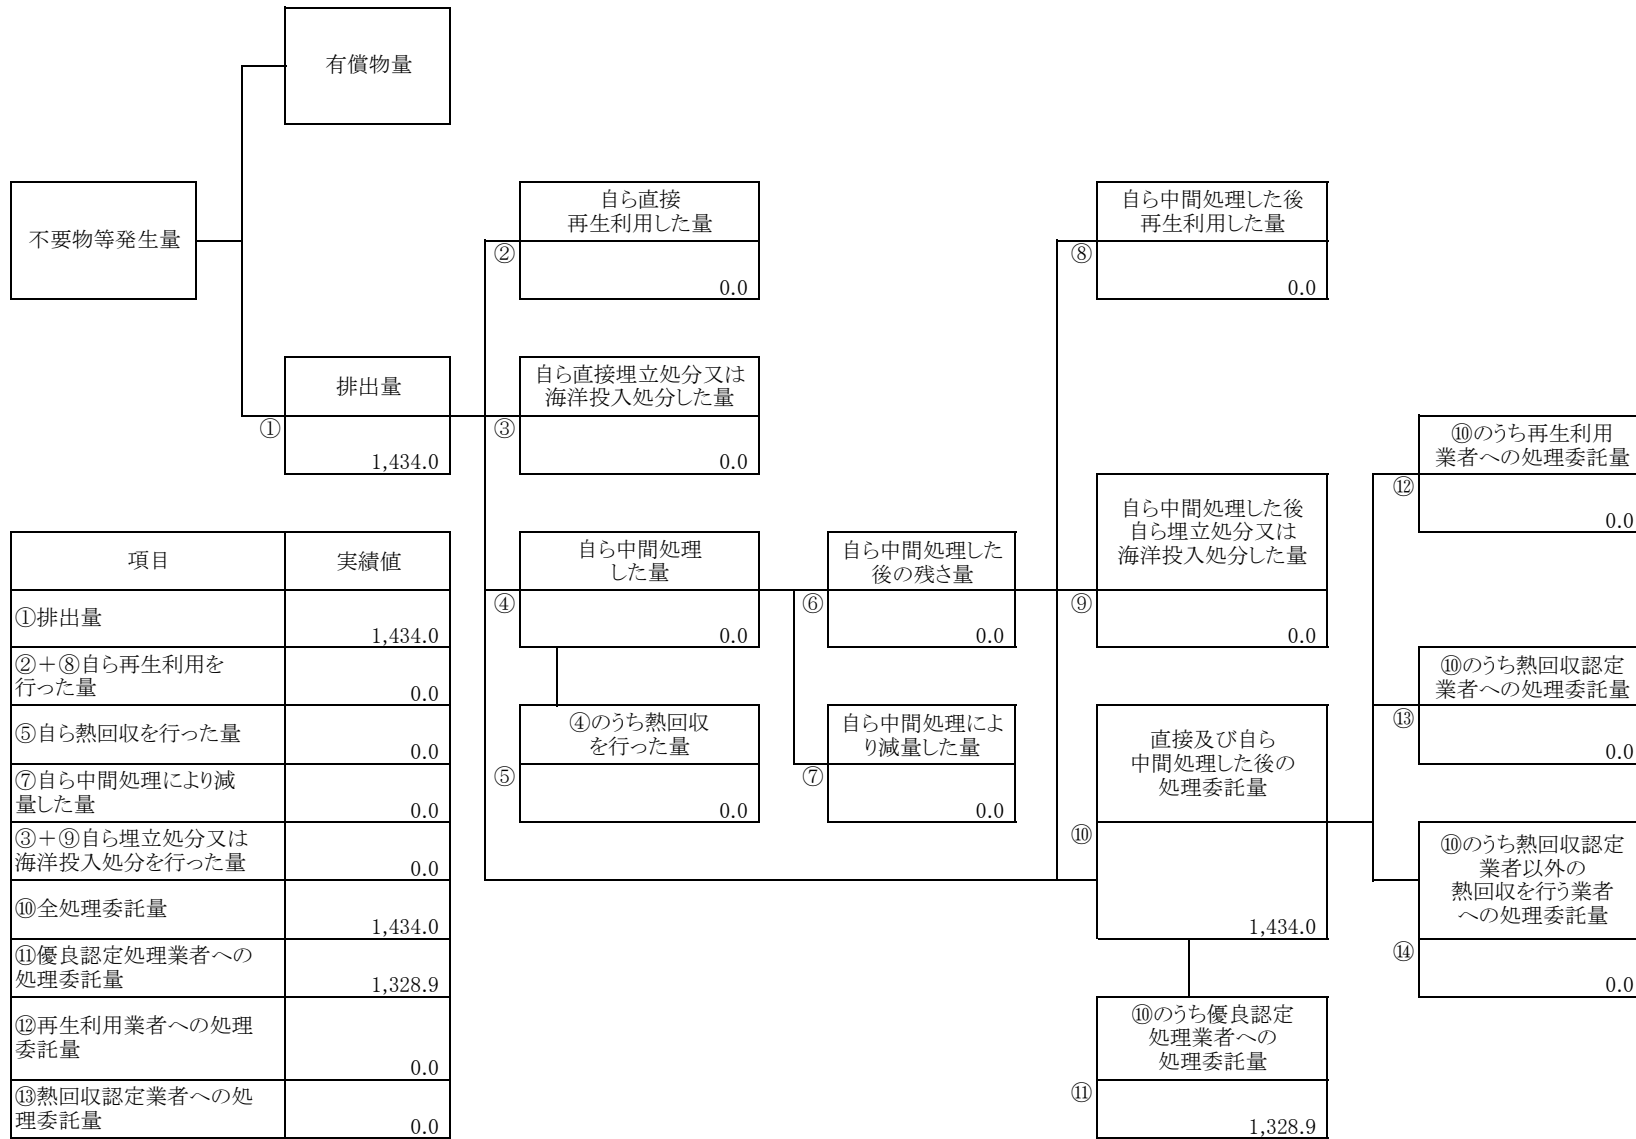 有償物量
不要物等発生量
自ら直接
再生利用した量
②
0.0
自ら中間処理した後
再生利用した量
⑧
0.0
排出量
①
1,434.0
自ら直接埋立処分又は
海洋投入処分した量
③
0.0
⑩のうち再生利用
業者への処理委託量
⑫
0.0
自ら中間処理
した量
④
0.0
自ら中間処理した
後の残さ量
⑥
0.0
自ら中間処理した後
自ら埋立処分又は
海洋投入処分した量
⑨
0.0
⑩のうち熱回収認定
業者への処理委託量
⑬
0.0
④のうち熱回収
を行った量
⑤
0.0
自ら中間処理によ
り減量した量
⑦
0.0
直接及び自ら
中間処理した後の
処理委託量
⑩
1,434.0
⑩のうち熱回収認定
業者以外の
熱回収を行う業者
への処理委託量
⑭
0.0
⑩のうち優良認定
処理業者への
処理委託量
⑪
1,328.9
項目 実績値
①排出量
1,434.0
②+⑧自ら再生利用を
行った量
0.0
⑤自ら熱回収を行った量
0.0
⑦自ら中間処理により減
量した量
0.0
③+⑨自ら埋立処分又は
海洋投入処分を行った量
0.0
⑩全処理委託量
1,434.0
⑪優良認定処理業者への
処理委託量
1,328.9
⑫再生利用業者への処理
委託量
0.0
⑬熱回収認定業者への処
理委託量
0.0